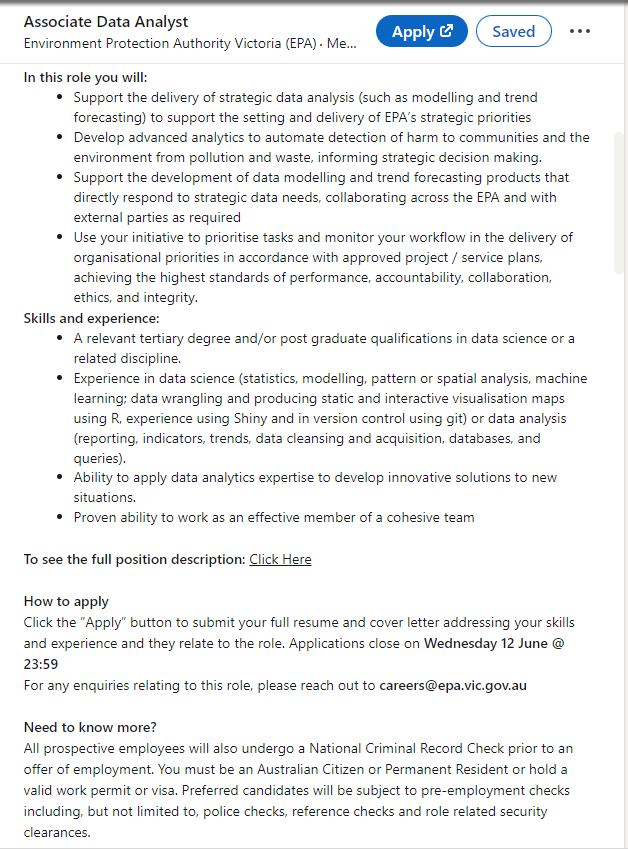 Associate Data Analyst
Environment Protection Authority Victoria (EPA) · Me...
Apply
Saved
In this role you will:
• Support the delivery of strategic data analysis (such as modelling and trend
forecasting) to support the setting and delivery of EPA's strategic priorities
• Develop advanced analytics to automate detection of harm to communities and the
environment from pollution and waste, informing strategic decision making.
• Support the development of data modelling and trend forecasting products that
directly respond to strategic data needs, collaborating across the EPA and with
external parties as required
• Use your initiative to prioritise tasks and monitor your workflow in the delivery of
organisational priorities in accordance with approved project / service plans,
achieving the highest standards of performance, accountability, collaboration,
ethics, and integrity.
Skills and experience:
• A relevant tertiary degree and/or post graduate qualifications in data science or a
related discipline.
• Experience in data science (statistics, modelling, pattern or spatial analysis, machine
learning; data wrangling and producing static and interactive visualisation maps
using R, experience using Shiny and in version control using git) or data analysis
(reporting, indicators, trends, data cleansing and acquisition, databases, and
queries).
• Ability to apply data analytics expertise to develop innovative solutions to new
situations.
• Proven ability to work as an effective member of a cohesive team
To see the full position description: Click Here
How to apply
Click the "Apply" button to submit your full resume and cover letter addressing your skills
and experience and they relate to the role. Applications close on Wednesday 12 June @
23:59
For any enquiries relating to this role, please reach out to careers@epa.vic.gov.au
Need to know more?
All prospective employees will also undergo a National Criminal Record Check prior to an
offer of employment. You must be an Australian Citizen or Permanent Resident or hold a
valid work permit or visa. Preferred candidates will be subject to pre-employment checks
including, but not limited to, police checks, reference checks and role related security
clearances.